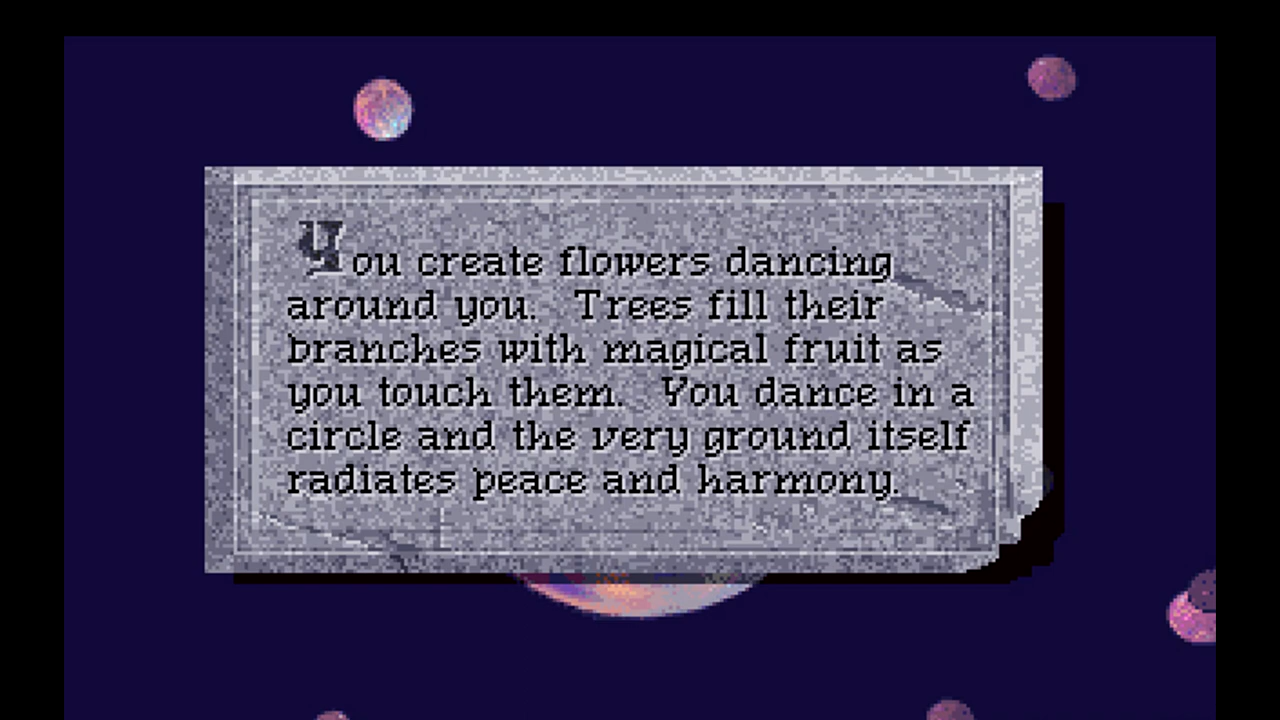 You create flowers dancing
around you. Trees fill their
branches with magical fruit as
you touch them. You dance in a
circle and the very ground itself
radiates peace and harmony.